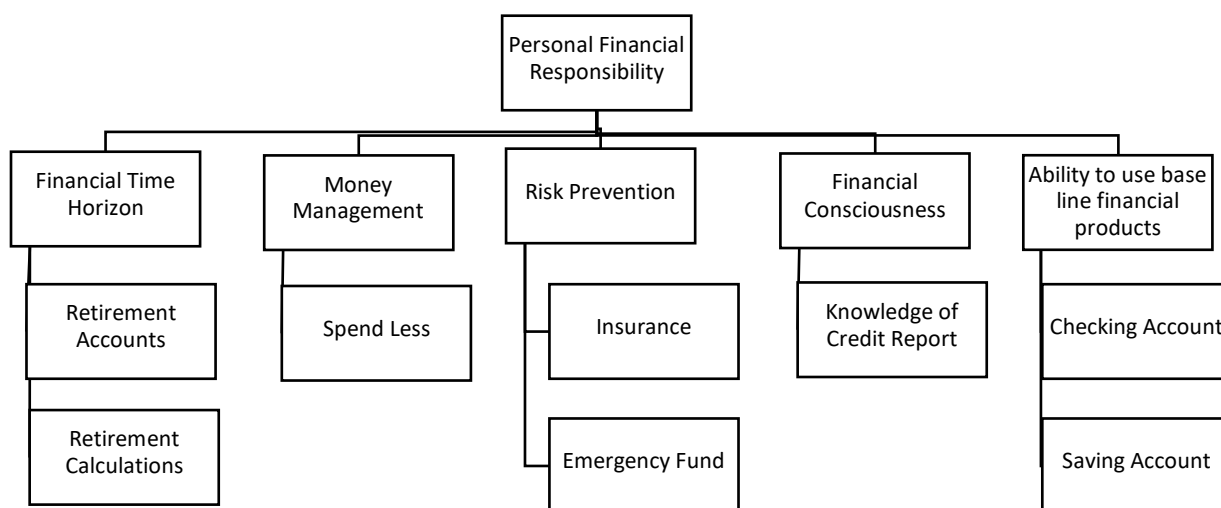 Personal Financial
Responsibility
Financial Time
Horizon
Money
Management
Risk Prevention
Financial
Consciousness
Ability to use base
line financial
products
Retirement
Accounts
Spend Less
Insurance
Knowledge of
Credit Report
Checking Account
Retirement
Calculations
Emergency Fund
Saving Account